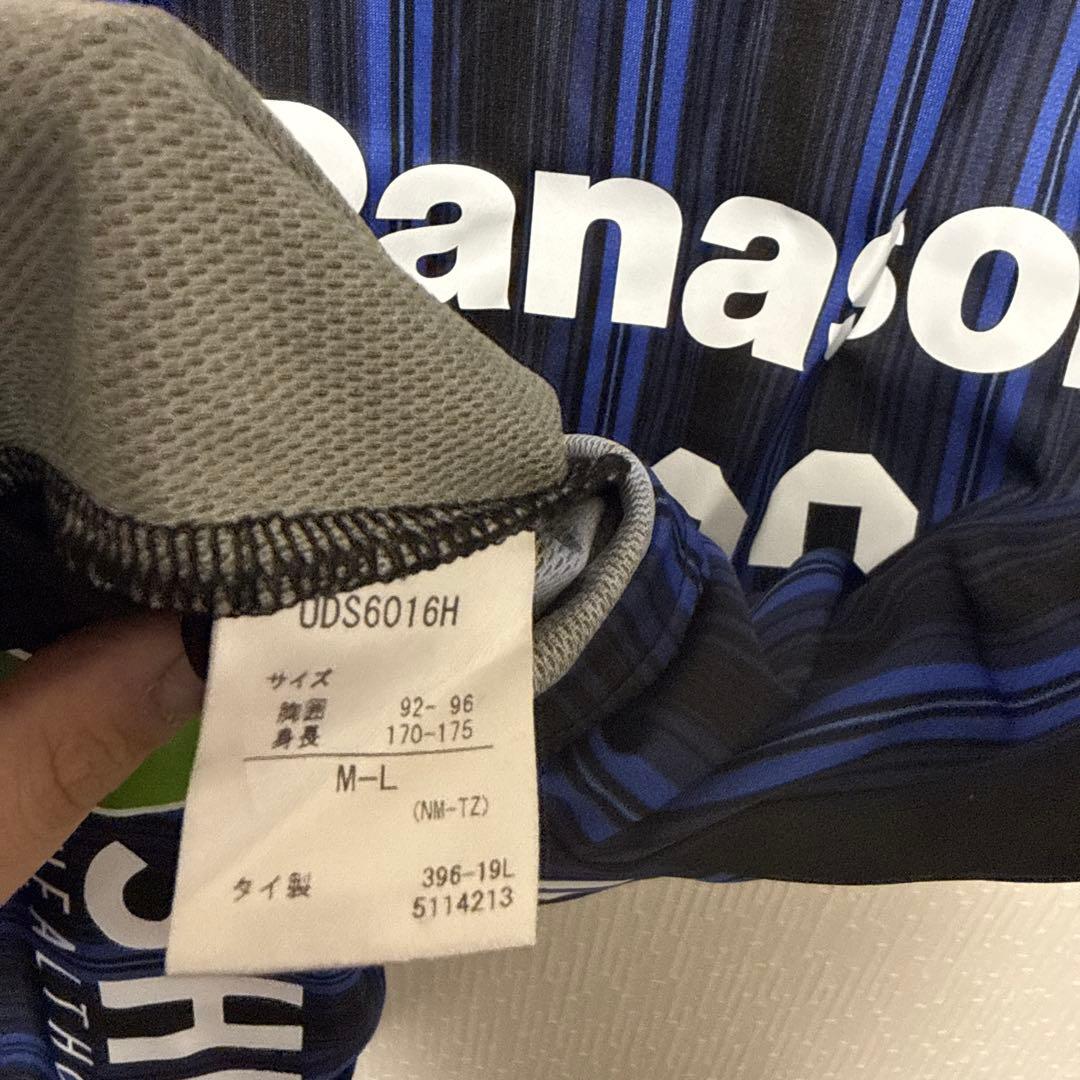 Panaso
UDS6016H
サイズ
胸囲 92- 96
身長 170-175
M-L
(NM-TZ)
タイ製 396-19L
5114213